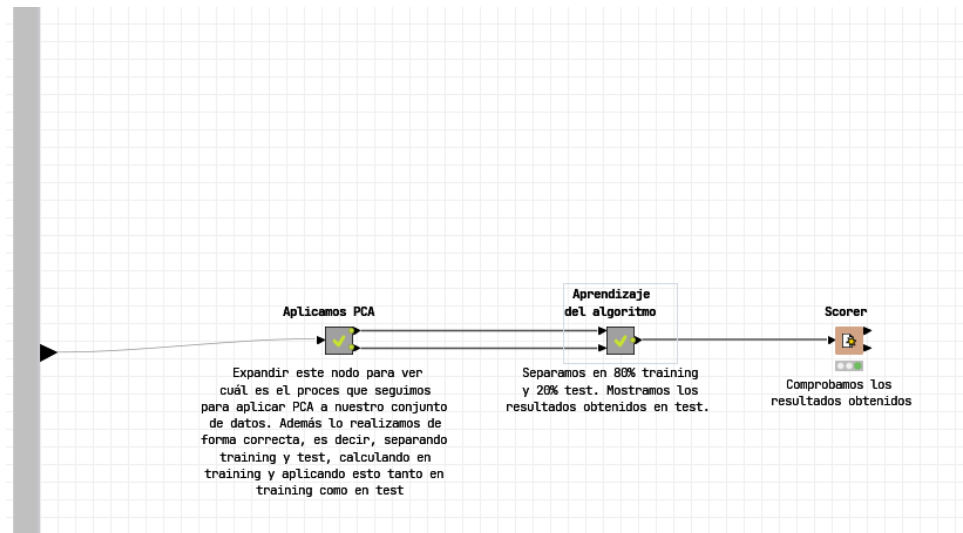 Aplicamos PCA
Expandir este nodo para ver
cuál es el proces que seguimos
para aplicar PCA a nuestro conjunto
de datos. Además lo realizamos de
forma correcta, es decir, separando
training y test, calculando en
training y aplicando esto tanto en
training como en test
Aprendizaje
del algoritmo
Separamos en 80% training
y 20% test. Mostramos los
resultados obtenidos en test.
Scorer
Comprobamos los
resultados obtenidos